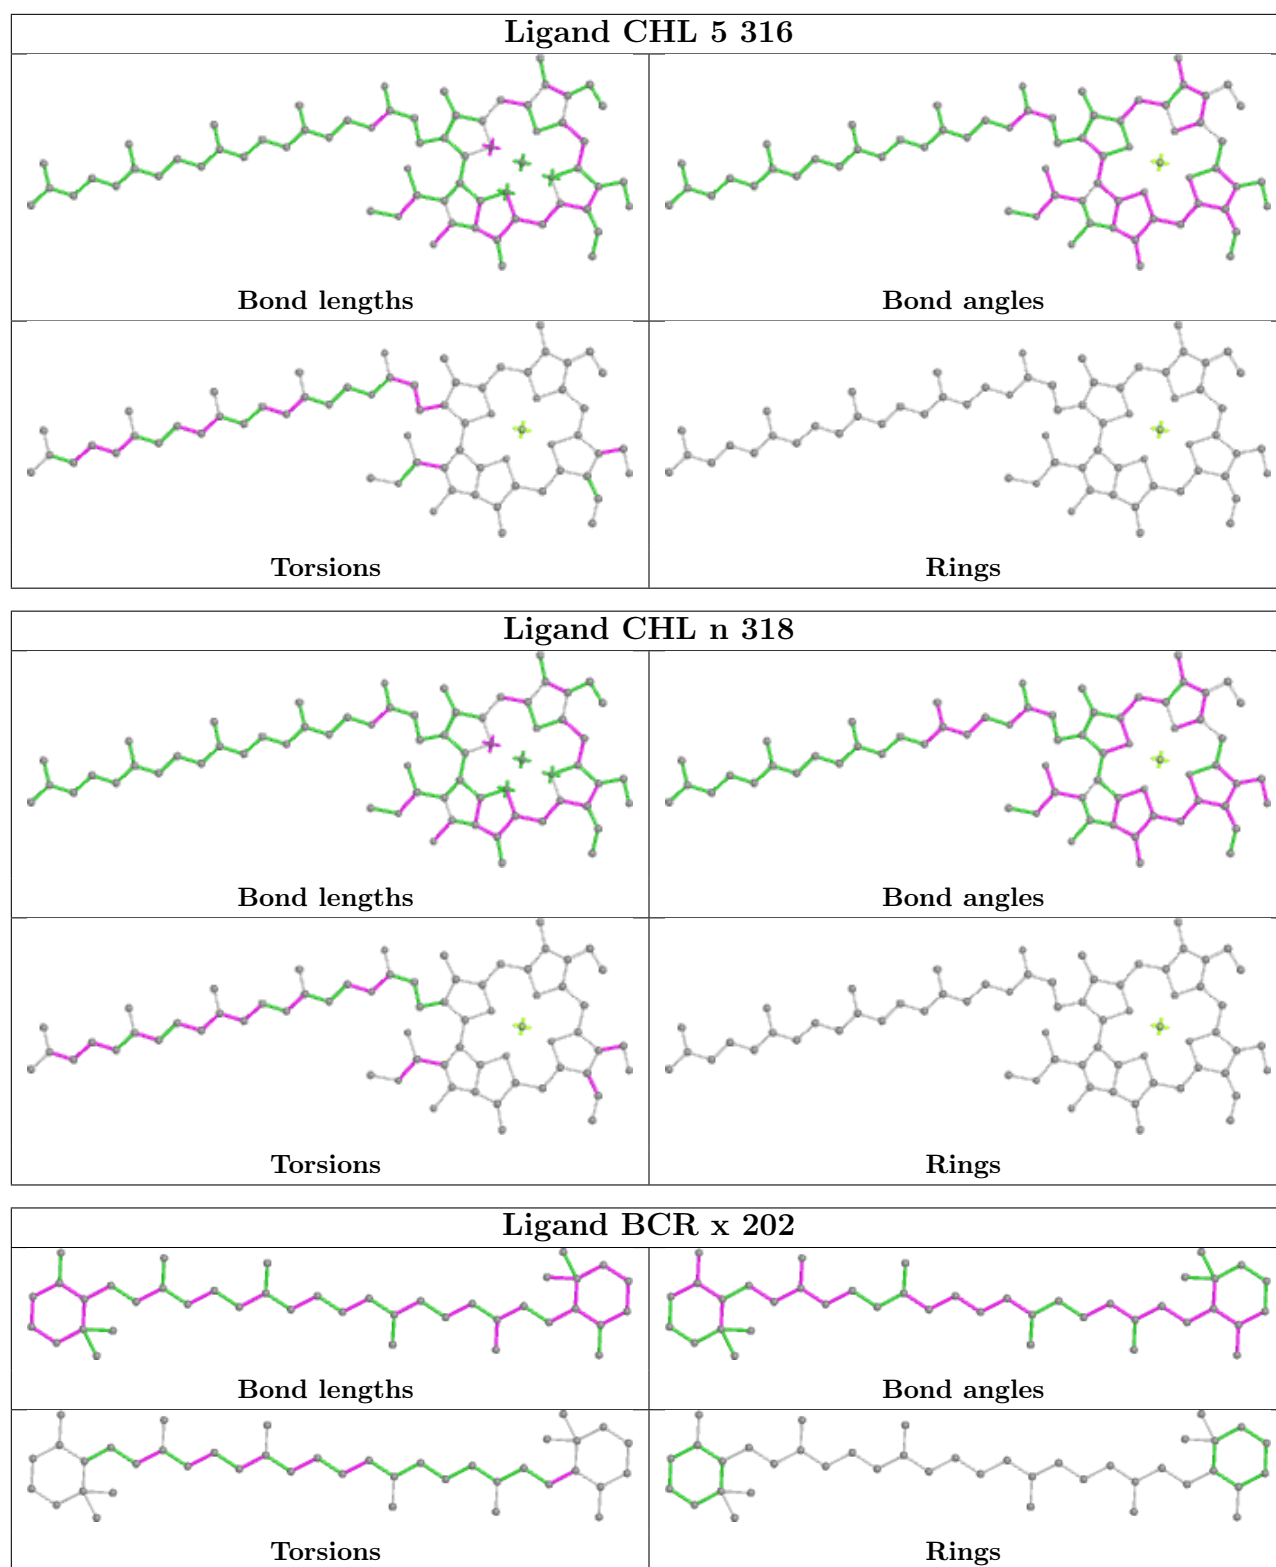 Ligand CHL 5 316
Bond lengths
Bond angles
Torsions
Rings
Ligand CHL n 318
Bond lengths
Bond angles
Torsions
Rings
Ligand BCR x 202
Bond lengths
Bond angles
Torsions
Rings